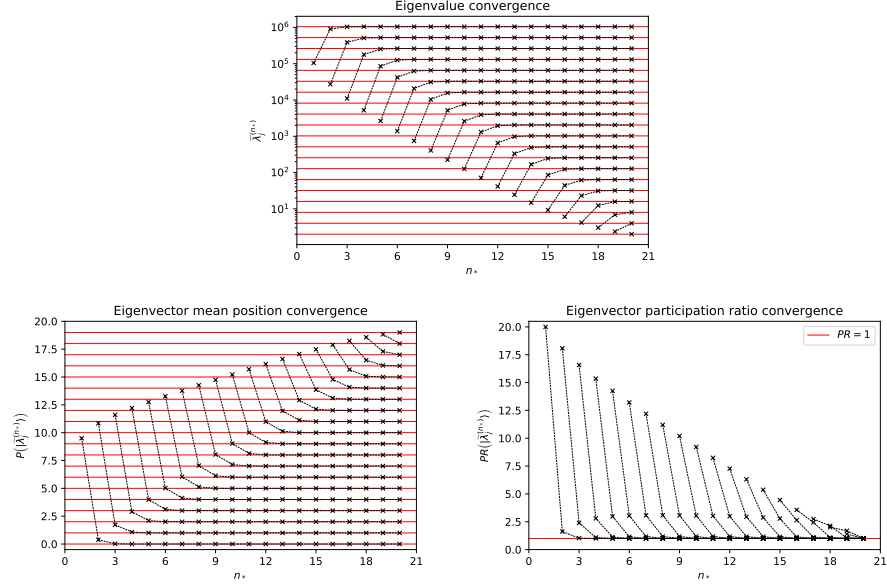 Eigenvalue convergence
10⁶
10⁵
10⁴
10³
10²
10¹
λ̃ⱼ⁽ⁿ*⁾
0 3 6 9 12 15 18 21
n*
Eigenvector mean position convergence
20.0
17.5
15.0
12.5
10.0
7.5
5.0
2.5
0.0
P(|λ̃ⱼ⁽ⁿ*⁾⟩)
0 3 6 9 12 15 18 21
n*
Eigenvector participation ratio convergence
PR = 1
20.0
17.5
15.0
12.5
10.0
7.5
5.0
2.5
0.0
PR(|λ̃ⱼ⁽ⁿ*⁾⟩)
0 3 6 9 12 15 18 21
n*